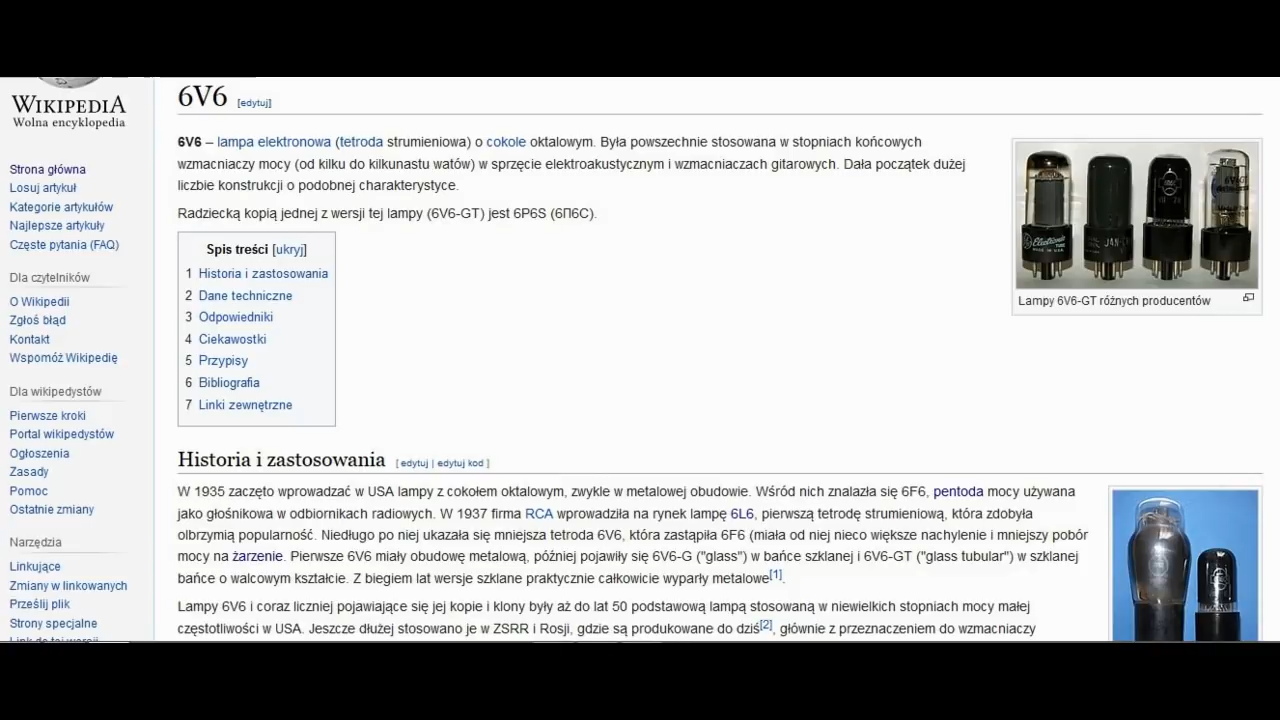 WIKIPEDIA
Wolna encyklopedia
Strona główna
Losuj artykuł
Kategorie artykułów
Najlepsze artykuły
Częste pytania (FAQ)
Dla czytelników
O Wikipedii
Zgłoś błąd
Kontakt
Wspomóż Wikipedię
Dla wikipedystów
Pierwsze kroki
Portal wikipedystów
Ogłoszenia
Zasady
Pomoc
Ostatnie zmiany
Narzędzia
Linkujące
Zmiany w linkowanych
Prześlij plik
Strony specjalne
Link do tej wersji
6V6 [edytuj]
6V6 – lampa elektronowa (tetroda strumieniowa) o cokole oktalowym. Była powszechnie stosowana w stopniach końcowych
wzmacniaczy mocy (od kilku do kilkunastu watów) w sprzęcie elektroakustycznym i wzmacniaczach gitarowych. Dała początek dużej
liczbie konstrukcji o podobnej charakterystyce.
Radziecką kopią jednej z wersji tej lampy (6V6-GT) jest 6P6S (6П6С).
Spis treści [ukryj]
1 Historia i zastosowania
2 Dane techniczne
3 Odpowiedniki
4 Ciekawostki
5 Przypisy
6 Bibliografia
7 Linki zewnętrzne
Electronic
JAN
6V6-GT
Lampy 6V6-GT różnych producentów
Historia i zastosowania [ edytuj | edytuj kod ]
W 1935 zaczęto wprowadzać w USA lampy z cokołem oktalowym, zwykle w metalowej obudowie. Wśród nich znalazła się 6F6, pentoda mocy używana
jako głośnikowa w odbiornikach radiowych. W 1937 firma RCA wprowadziła na rynek lampę 6L6, pierwszą tetrodę strumieniową, która zdobyła
olbrzymią popularność. Niedługo po niej ukazała się mniejsza tetroda 6V6, która zastąpiła 6F6 (miała od niej nieco większe nachylenie i mniejszy pobór
mocy na żarzenie. Pierwsze 6V6 miały obudowę metalową, później pojawiły się 6V6-G ("glass") w bańce szklanej i 6V6-GT ("glass tubular") w szklanej
bańce o walcowym kształcie. Z biegiem lat wersje szklane praktycznie całkowicie wyparły metalowe[1].
Lampy 6V6 i coraz liczniej pojawiające się jej kopie i klony były aż do lat 50 podstawową lampą stosowaną w niewielkich stopniach mocy małej
częstotliwości w USA. Jeszcze dłużej stosowano je w ZSRR i Rosji, gdzie są produkowane do dziś[2], głównie z przeznaczeniem do wzmacniaczy